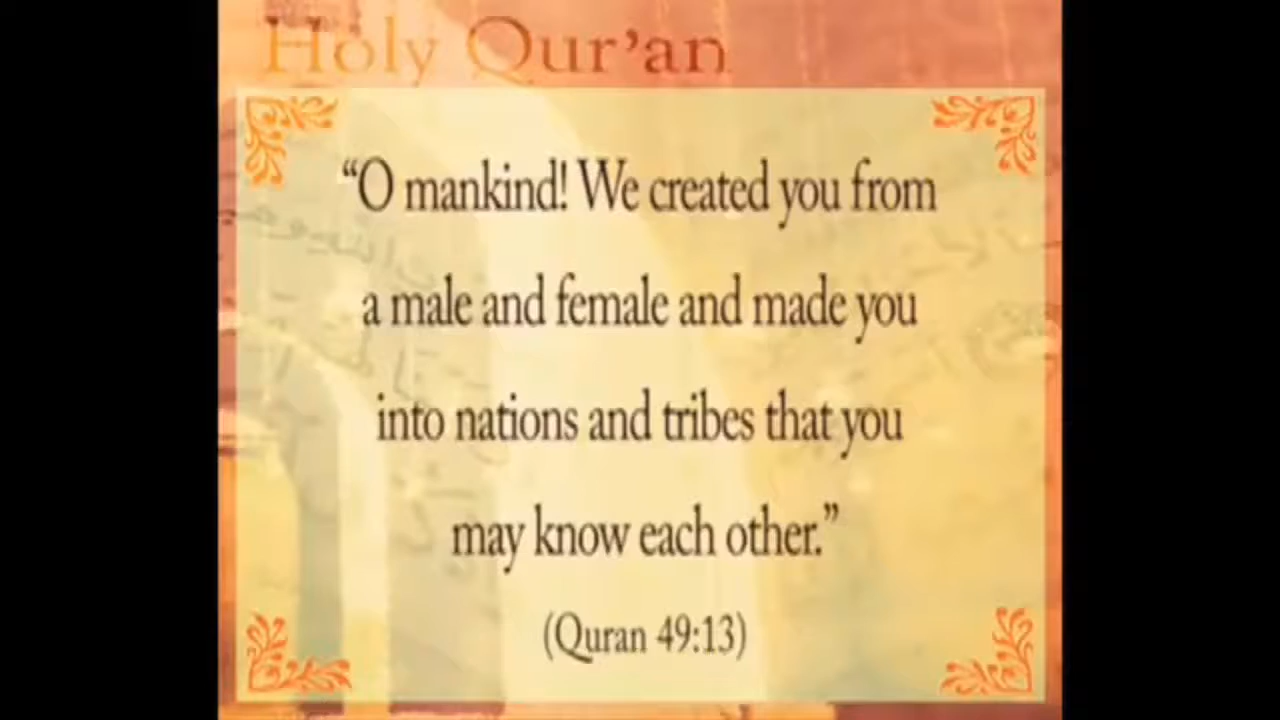 Holy Qur’an
“O mankind! We created you from
a male and female and made you
into nations and tribes that you
may know each other.”
(Quran 49:13)